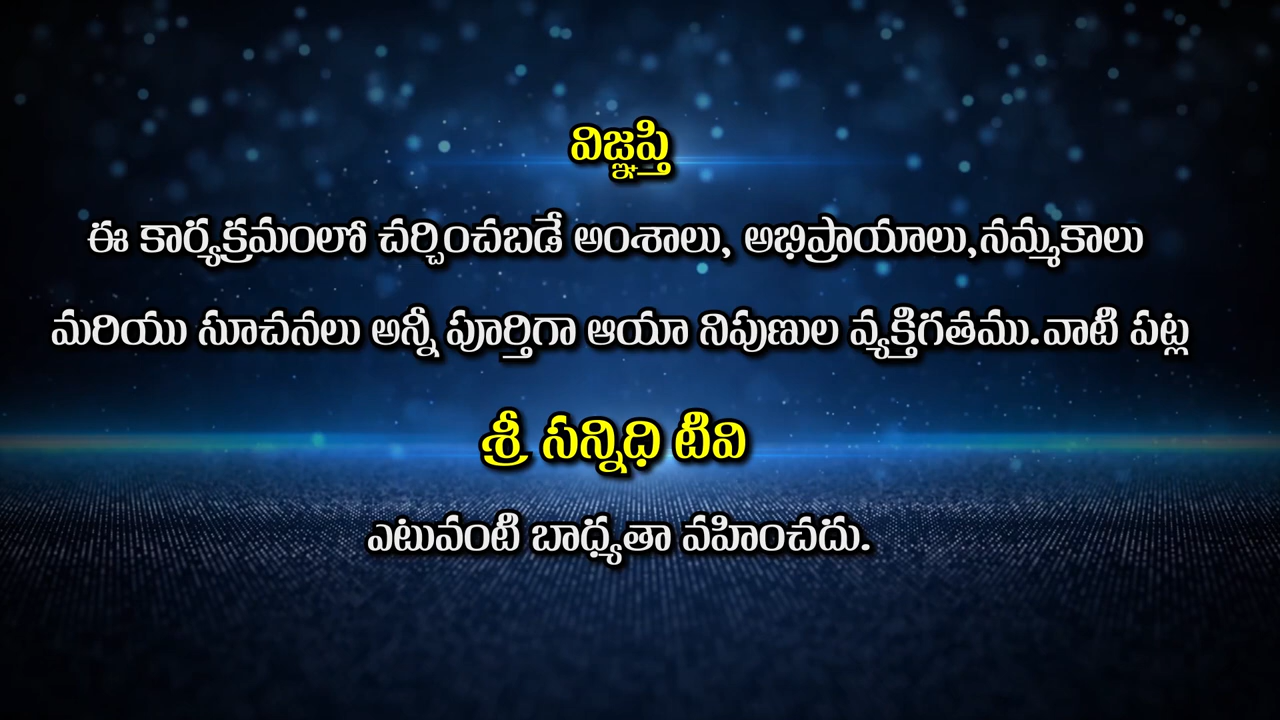 విజ్ఞప్తి
ఈ కార్యక్రమంలో చర్చించబడే అంశాలు, అభిప్రాయాలు,నమ్మకాలు
మరియు సూచనలు అన్నీ పూర్తిగా ఆయా నిపుణుల వ్యక్తిగతము.వాటి పట్ల
శ్రీ సన్నిధి టివి
ఎటువంటి బాధ్యతా వహించదు.